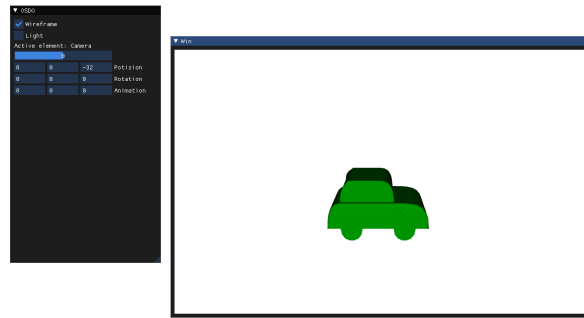 OSDO
Wireframe
Light
Active element: Camera
0
0 0 -32 Potision
0 0 0 Rotation
0 0 0 Animation
Win